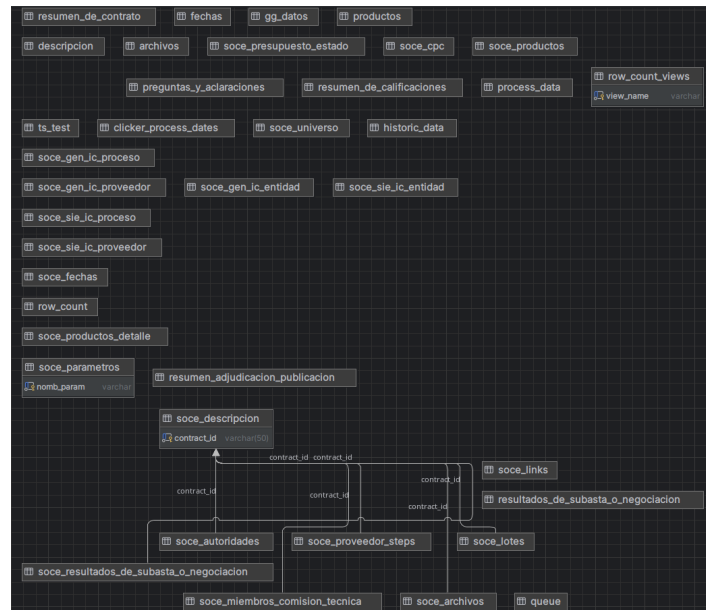 resumen_de_contrato fechas gg_datos productos
descripcion archivos soce_presupuesto_estado soce_cpc soce_productos
row_count_views
preguntas_y_aclaraciones resumen_de_calificaciones process_data
view_name varchar
ts_test clicker_process_dates soce_universo historic_data
soce_gen_ic_proceso
soce_gen_ic_proveedor soce_gen_ic_entidad soce_sie_ic_entidad
soce_sie_ic_proceso
soce_sie_ic_proveedor
soce_fechas
row_count
soce_productos_detalle
soce_parametros
resumen_adjudicacion_publicacion
nomb_param varchar
soce_descripcion
contract_id varchar(50)
contract_id contract_id
soce_links
contract_id
contract_id
contract_id
resultados_de_subasta_o_negociacion
contract_id
soce_autoridades soce_proveedor_steps soce_lotes
soce_resultados_de_subasta_o_negociacion
soce_miembros_comision_tecnica soce_archivos queue